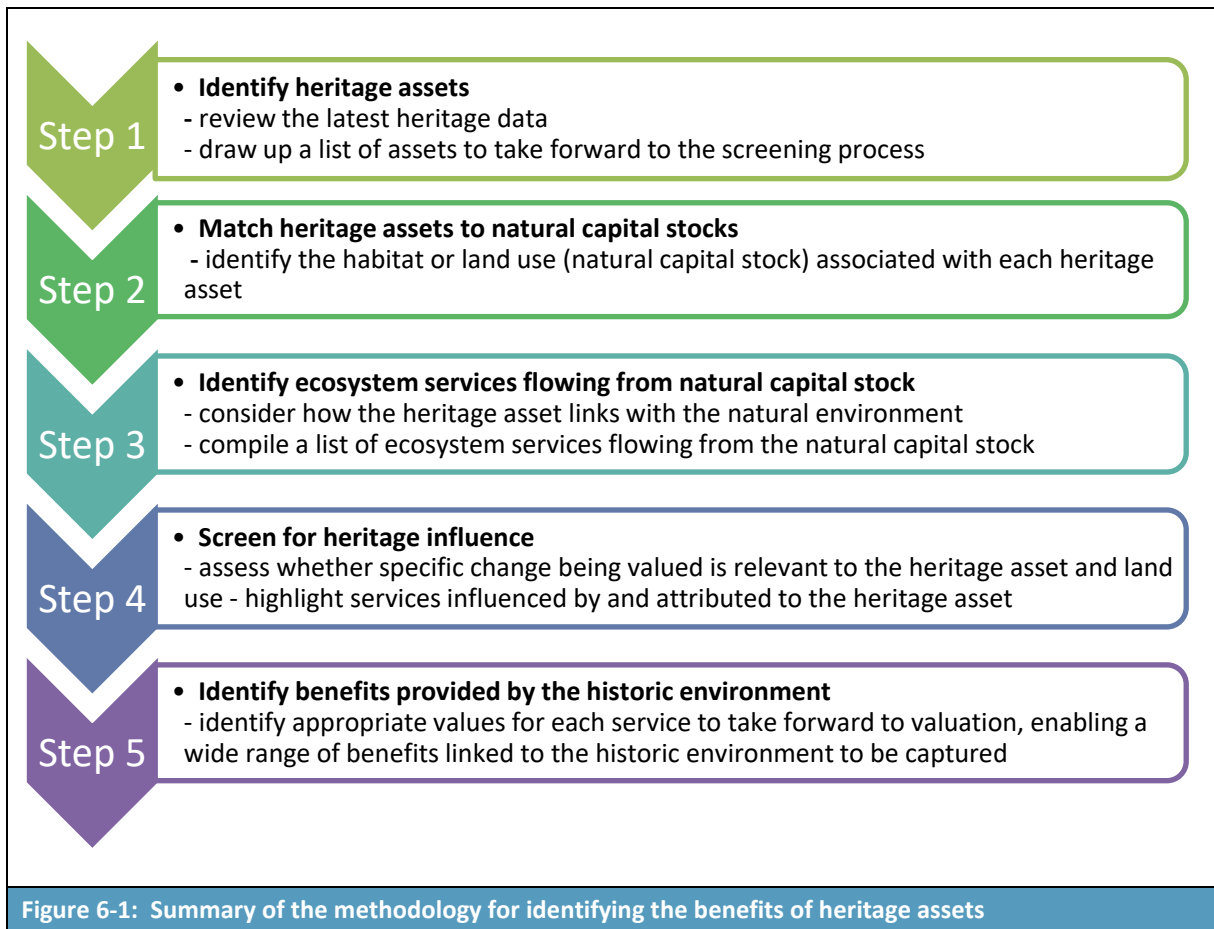 Step 1
• Identify heritage assets
- review the latest heritage data
- draw up a list of assets to take forward to the screening process
Step 2
• Match heritage assets to natural capital stocks
- identify the habitat or land use (natural capital stock) associated with each heritage
asset
Step 3
• Identify ecosystem services flowing from natural capital stock
- consider how the heritage asset links with the natural environment
- compile a list of ecosystem services flowing from the natural capital stock
Step 4
• Screen for heritage influence
- assess whether specific change being valued is relevant to the heritage asset and land
use - highlight services influenced by and attributed to the heritage asset
Step 5
• Identify benefits provided by the historic environment
- identify appropriate values for each service to take forward to valuation, enabling a
wide range of benefits linked to the historic environment to be captured
Figure 6-1: Summary of the methodology for identifying the benefits of heritage assets